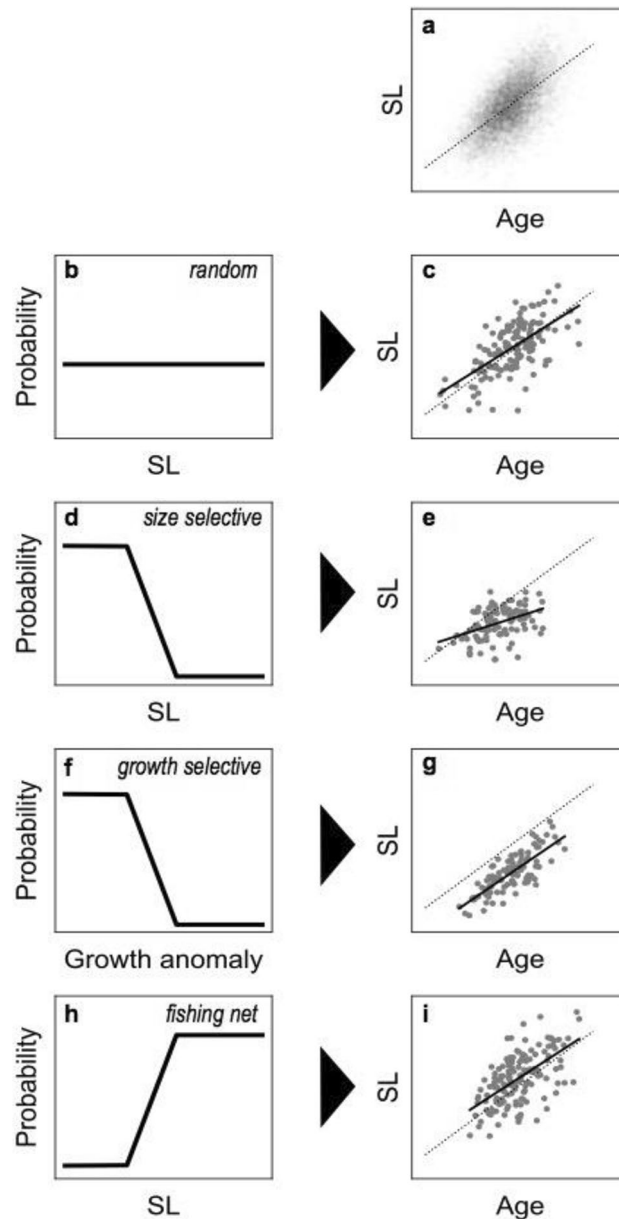 a
SL
Age
b random
Probability
SL
c
SL
Age
d size selective
Probability
SL
e
SL
Age
f growth selective
Probability
Growth anomaly
g
SL
Age
h fishing net
Probability
SL
i
SL
Age